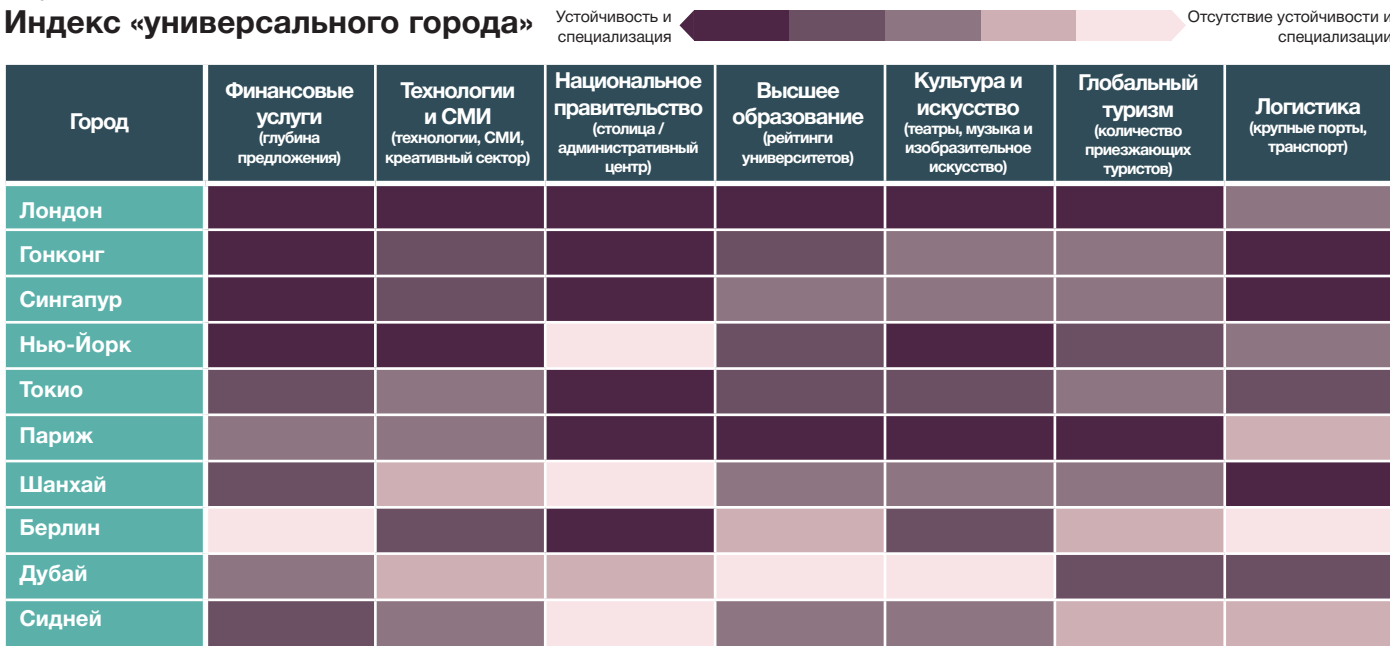 Индекс «универсального города»
Устойчивость и
специализация
Отсутствие устойчивости и
специализации
Город
Финансовые
услуги
(глубина
предложения)
Технологии
и СМИ
(технологии, СМИ,
креативный сектор)
Национальное
правительство
(столица /
административный
центр)
Высшее
образование
(рейтинги
университетов)
Культура и
искусство
(театры, музыка и
изобразительное
искусство)
Глобальный
туризм
(количество
приезжающих
туристов)
Логистика
(крупные порты,
транспорт)
Лондон
Гонконг
Сингапур
Нью-Йорк
Токио
Париж
Шанхай
Берлин
Дубай
Сидней